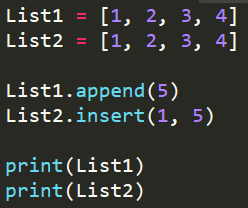 List1 = [1, 2, 3, 4]
List2 = [1, 2, 3, 4]
List1.append(5)
List2.insert(1, 5)
print(List1)
print(List2)